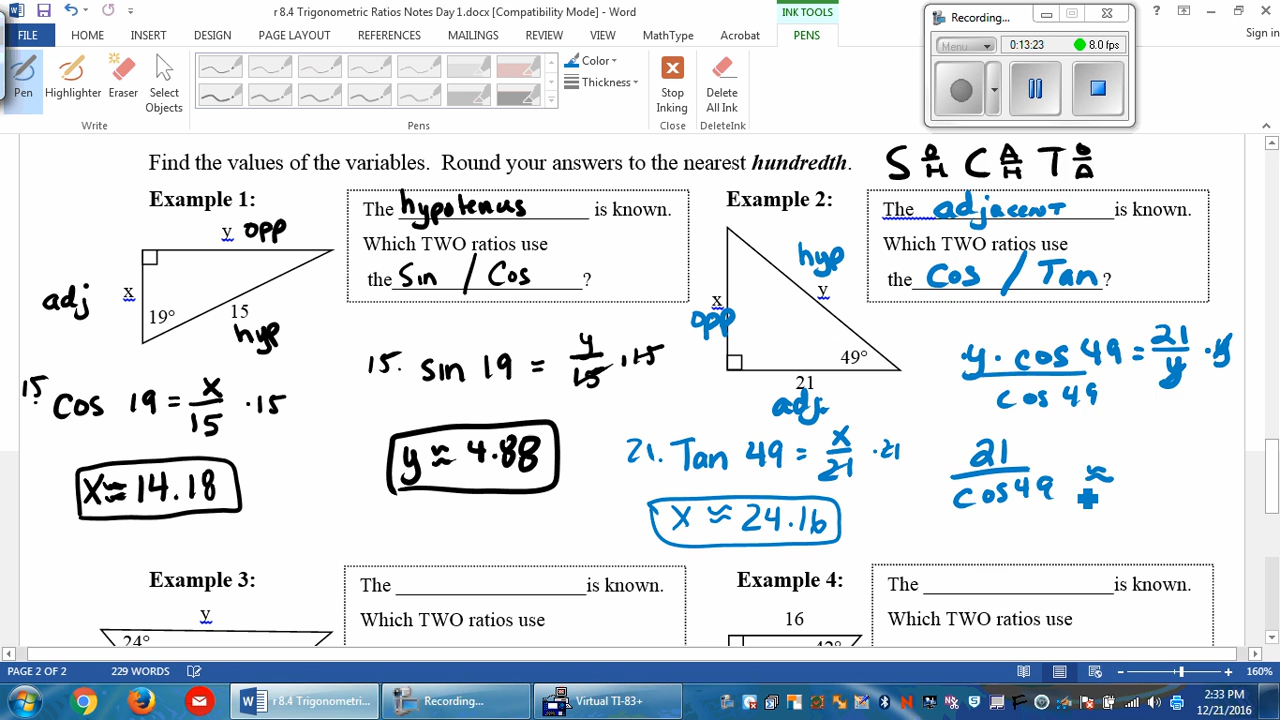 r 8.4 Trigonometric Ratios Notes Day 1.docx [Compatibility Mode] - Word
INK TOOLS
FILE HOME INSERT DESIGN PAGE LAYOUT REFERENCES MAILINGS REVIEW VIEW MathType Acrobat PENS
Sign in
Recording...
Menu
0:13:23
8.0 fps
Pen Highlighter Eraser Select Objects
Color
Thickness
Stop Inking
Delete All Ink
Write Pens Close DeleteInk
Find the values of the variables. Round your answers to the nearest hundredth.
S O/H C A/H T O/A
Example 1:
The hypotenus is known.
Which TWO ratios use
the Sin / Cos ?
y opp
x
adj
19°
15
hyp
15. cos 19 = x/15 · 15
x ≈ 14.18
15. sin 19 = y/15 · 15
y ≈ 4.88
Example 2:
The adjacent is known.
Which TWO ratios use
the Cos / Tan ?
hyp
y
x
opp
49°
21
adj.
21. Tan 49 = x/21 · 21
x ≈ 24.16
·y · cos 49 = 21/y · y
cos 49
21/cos 49 ≈
Example 3:
The is known.
Which TWO ratios use
y
24°
Example 4:
The is known.
Which TWO ratios use
16
42°
PAGE 2 OF 2 229 WORDS
160%
r 8.4 Trigonometri...
Recording...
Virtual TI-83+
2:33 PM
12/21/2016